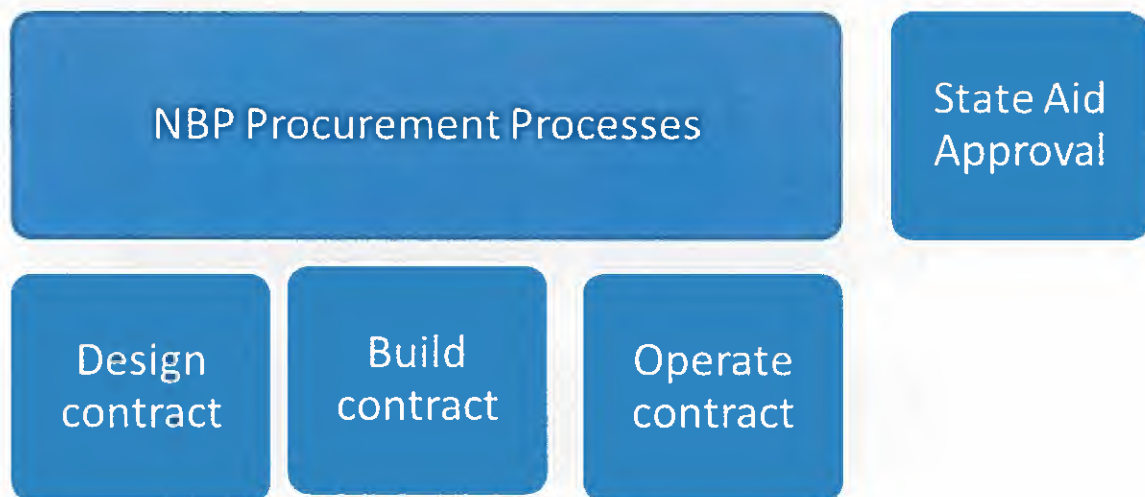 NBP Procurement Processes
State Aid
Approval
Design
contract
Build
contract
Operate
contract